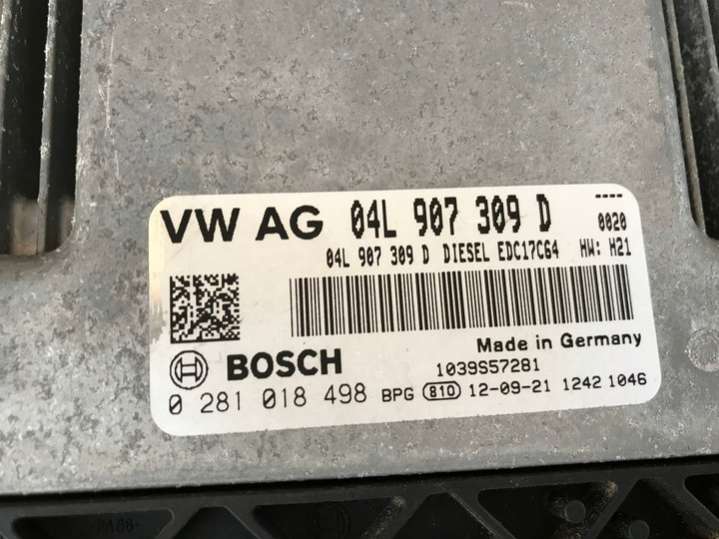 VW AG 04L 907 309 D
0020
04L 907 309 D DIESEL EDC17C64 HW: H21
Made in Germany
BOSCH
1039S57281
0 281 018 498 BPG 810 12-09-21 1242 1046